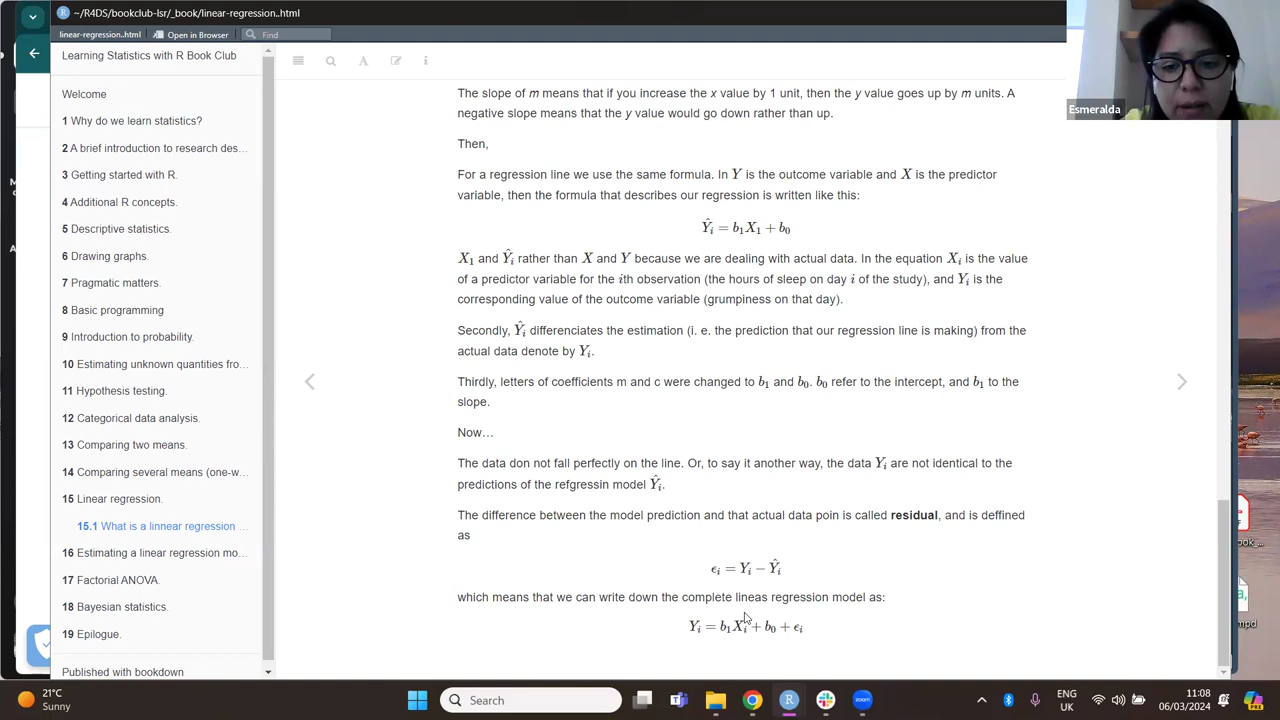 ~/R4DS/bookclub-lsr/_book/linear-regression..html
linear-regression..html
Open in Browser
Find
Learning Statistics with R Book Club
Welcome
1 Why do we learn statistics?
2 A brief introduction to research des…
3 Getting started with R.
4 Additional R concepts.
5 Descriptive statistics.
6 Drawing graphs.
7 Pragmatic matters.
8 Basic programming
9 Introduction to probability.
10 Estimating unknown quantities fro…
11 Hypothesis testing.
12 Categorical data analysis.
13 Comparing two means.
14 Comparing several means (one-w…
15 Linear regression.
15.1 What is a linnear regression …
16 Estimating a linear regression mo…
17 Factorial ANOVA.
18 Bayesian statistics.
19 Epilogue.
Published with bookdown
The slope of m means that if you increase the x value by 1 unit, then the y value goes up by m units. A
negative slope means that the y value would go down rather than up.
Then,
For a regression line we use the same formula. In Y is the outcome variable and X is the predictor
variable, then the formula that describes our regression is written like this:
Ŷᵢ = b₁X₁ + b₀
X₁ and Ŷᵢ rather than X and Y because we are dealing with actual data. In the equation Xᵢ is the value
of a predictor variable for the ith observation (the hours of sleep on day i of the study), and Yᵢ is the
corresponding value of the outcome variable (grumpiness on that day).
Secondly, Ŷᵢ differenciates the estimation (i. e. the prediction that our regression line is making) from the
actual data denote by Yᵢ.
Thirdly, letters of coefficients m and c were changed to b₁ and b₀. b₀ refer to the intercept, and b₁ to the
slope.
Now…
The data don not fall perfectly on the line. Or, to say it another way, the data Yᵢ are not identical to the
predictions of the refgressin model Ŷᵢ.
The difference between the model prediction and that actual data poin is called residual, and is deffined
as
ϵᵢ = Yᵢ − Ŷᵢ
which means that we can write down the complete lineas regression model as:
Yᵢ = b₁Xᵢ + b₀ + ϵᵢ
Esmeralda
21°C
Sunny
Search
ENG
UK
11:08
06/03/2024